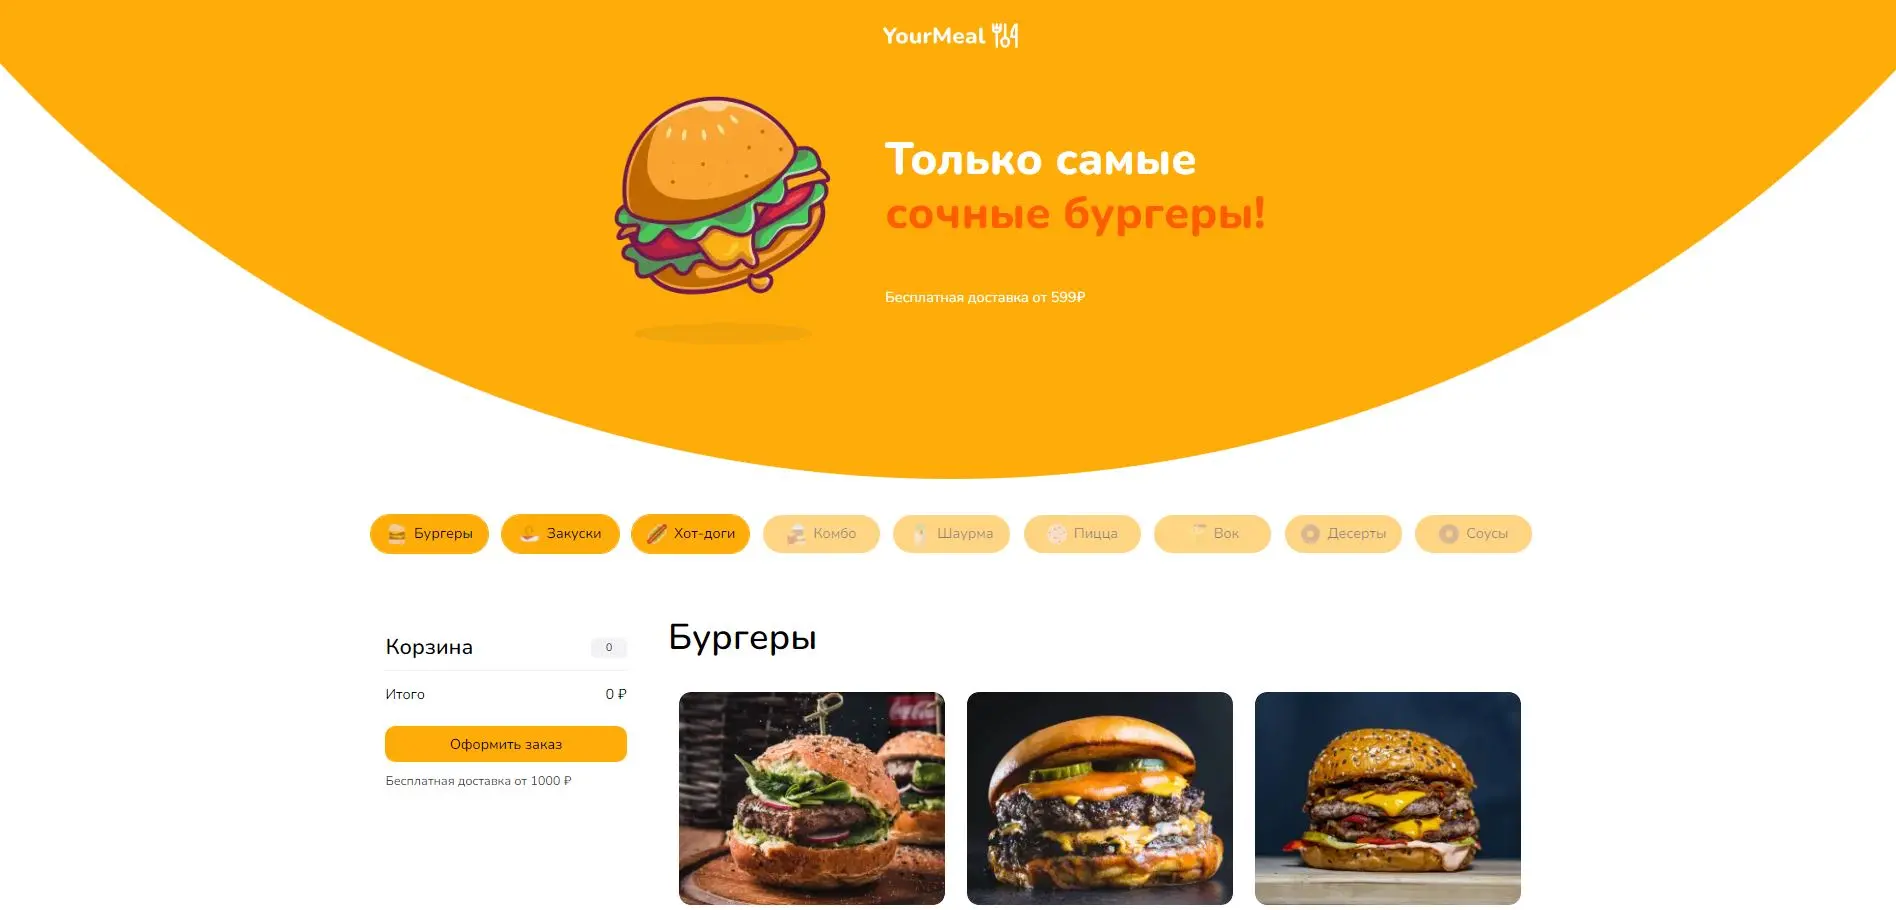 YourMeal
Только самые
сочные бургеры!
Бесплатная доставка от 599₽
Бургеры
Закуски
Хот-доги
Комбо
Шаурма
Пицца
Вок
Десерты
Соусы
Корзина
0
Итого
0 ₽
Оформить заказ
Бесплатная доставка от 1000 ₽
Бургеры